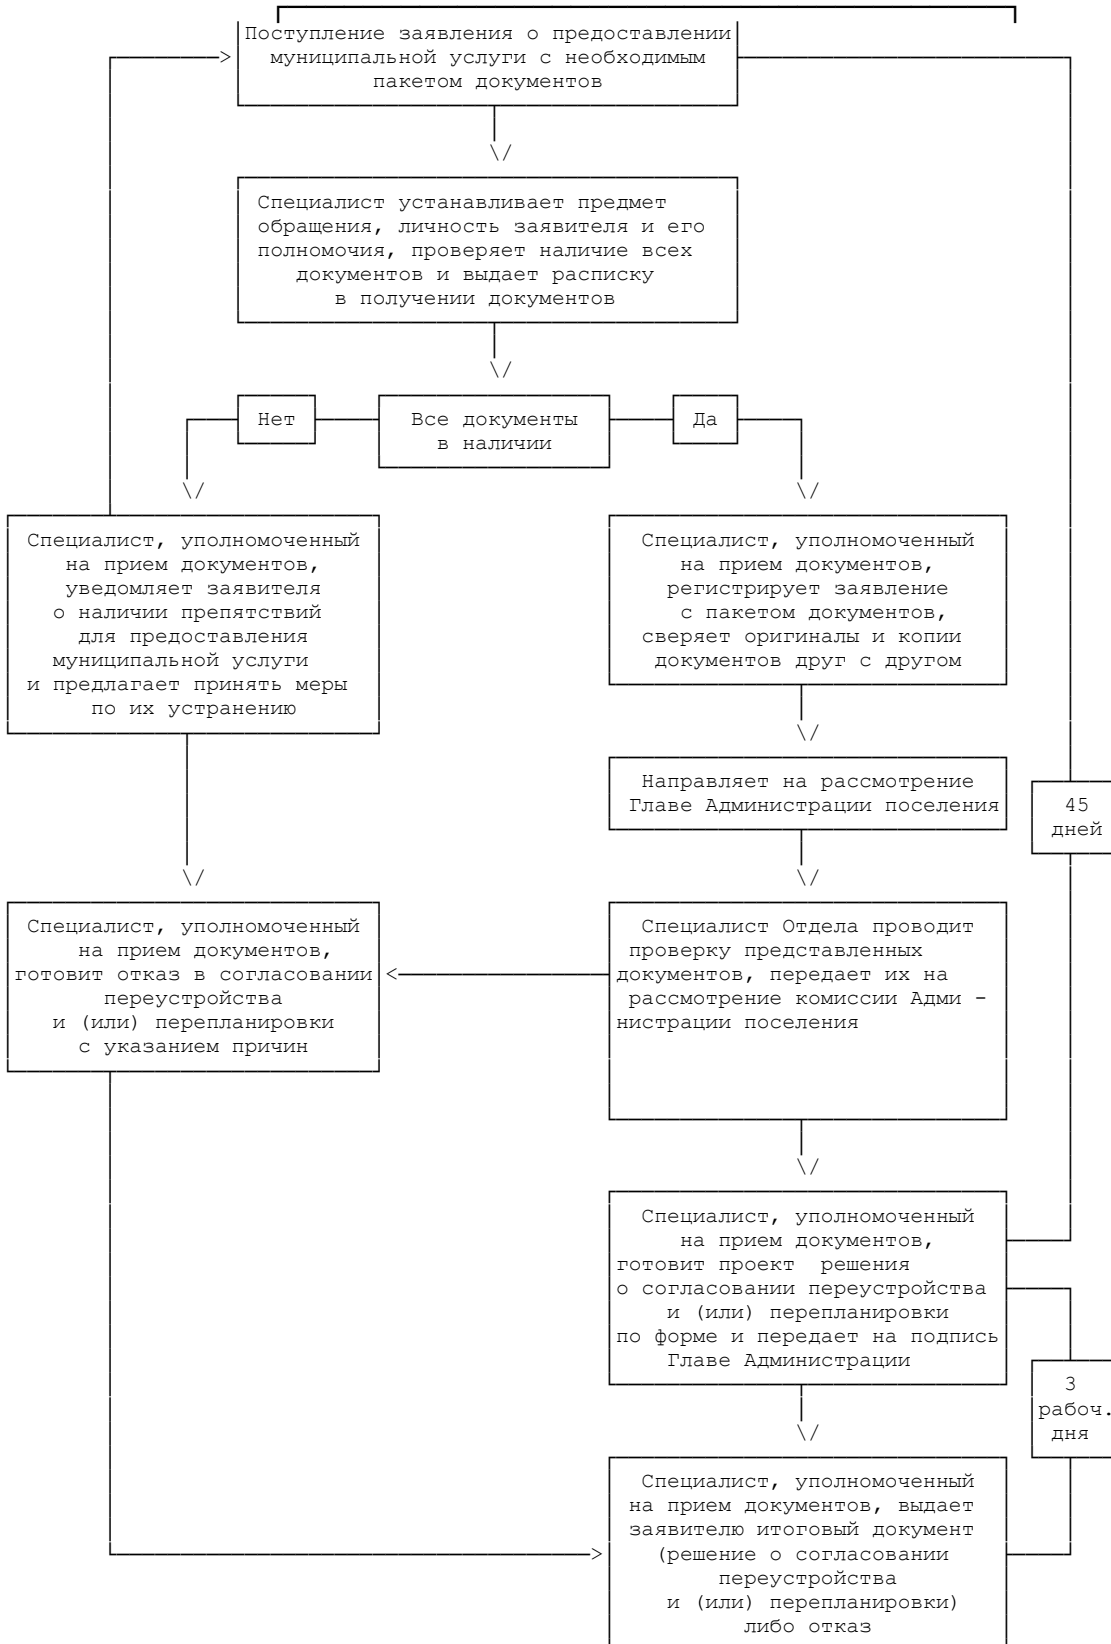 Поступление заявления о предоставлении
муниципальной услуги с необходимым
пакетом документов
Специалист устанавливает предмет
обращения, личность заявителя и его
полномочия, проверяет наличие всех
документов и выдает расписку
в получении документов
Нет
Все документы
в наличии
Да
Специалист, уполномоченный
на прием документов,
уведомляет заявителя
о наличии препятствий
для предоставления
муниципальной услуги
и предлагает принять меры
по их устранению
Специалист, уполномоченный
на прием документов,
регистрирует заявление
с пакетом документов,
сверяет оригиналы и копии
документов друг с другом
Направляет на рассмотрение
Главе Администрации поселения
45
дней
Специалист, уполномоченный
на прием документов,
готовит отказ в согласовании
переустройства
и (или) перепланировки
с указанием причин
Специалист Отдела проводит
проверку представленных
документов, передает их на
рассмотрение комиссии Адми -
нистрации поселения
Специалист, уполномоченный
на прием документов,
готовит проект  решения
о согласовании переустройства
и (или) перепланировки
по форме и передает на подпись
Главе Администрации
3
рабоч.
дня
Специалист, уполномоченный
на прием документов, выдает
заявителю итоговый документ
(решение о согласовании
переустройства
и (или) перепланировки)
либо отказ